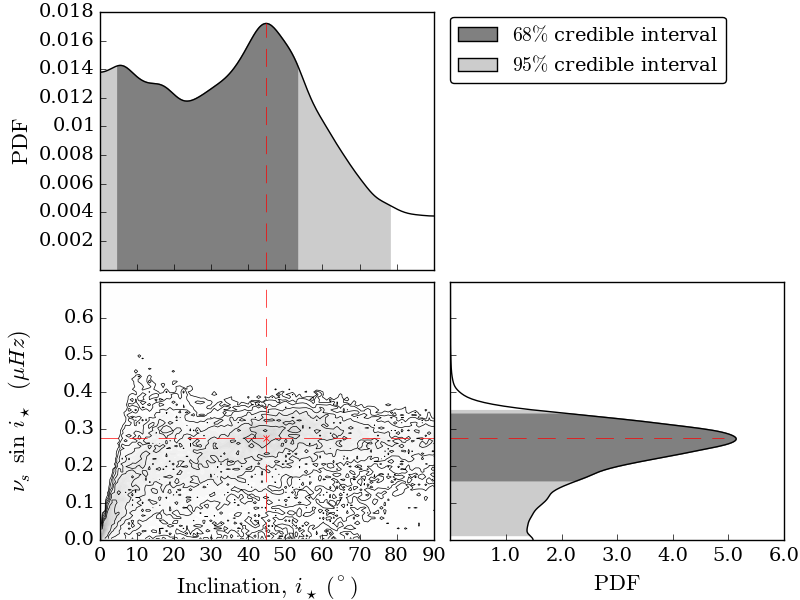 0.018
0.016
0.014
0.012
0.010
0.008
0.006
0.004
0.002
PDF
68% credible interval
95% credible interval
0.6
0.5
0.4
0.3
0.2
0.1
0.0
ν_s sin i_⋆ (μHz)
0 10 20 30 40 50 60 70 80 90
Inclination, i_⋆ (°)
1.0 2.0 3.0 4.0 5.0 6.0
PDF